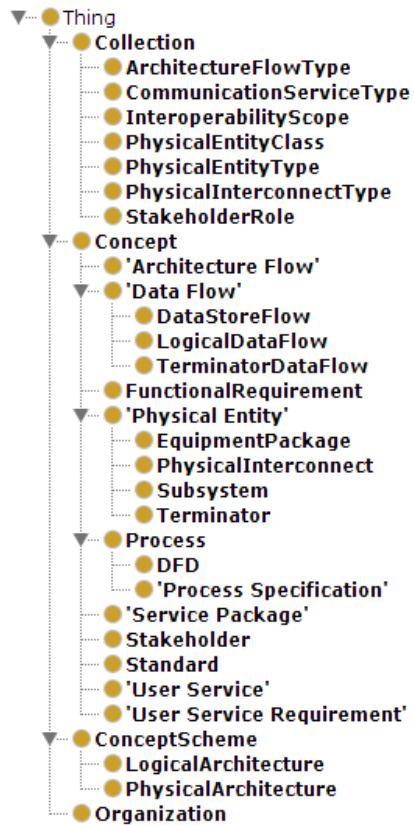 Thing
Collection
ArchitectureFlowType
CommunicationServiceType
InteroperabilityScope
PhysicalEntityClass
PhysicalEntityType
PhysicalInterconnectType
StakeholderRole
Concept
'Architecture Flow'
'Data Flow'
DataStoreFlow
LogicalDataFlow
TerminatorDataFlow
FunctionalRequirement
'Physical Entity'
EquipmentPackage
PhysicalInterconnect
Subsystem
Terminator
Process
DFD
'Process Specification'
'Service Package'
Stakeholder
Standard
'User Service'
'User Service Requirement'
ConceptScheme
LogicalArchitecture
PhysicalArchitecture
Organization